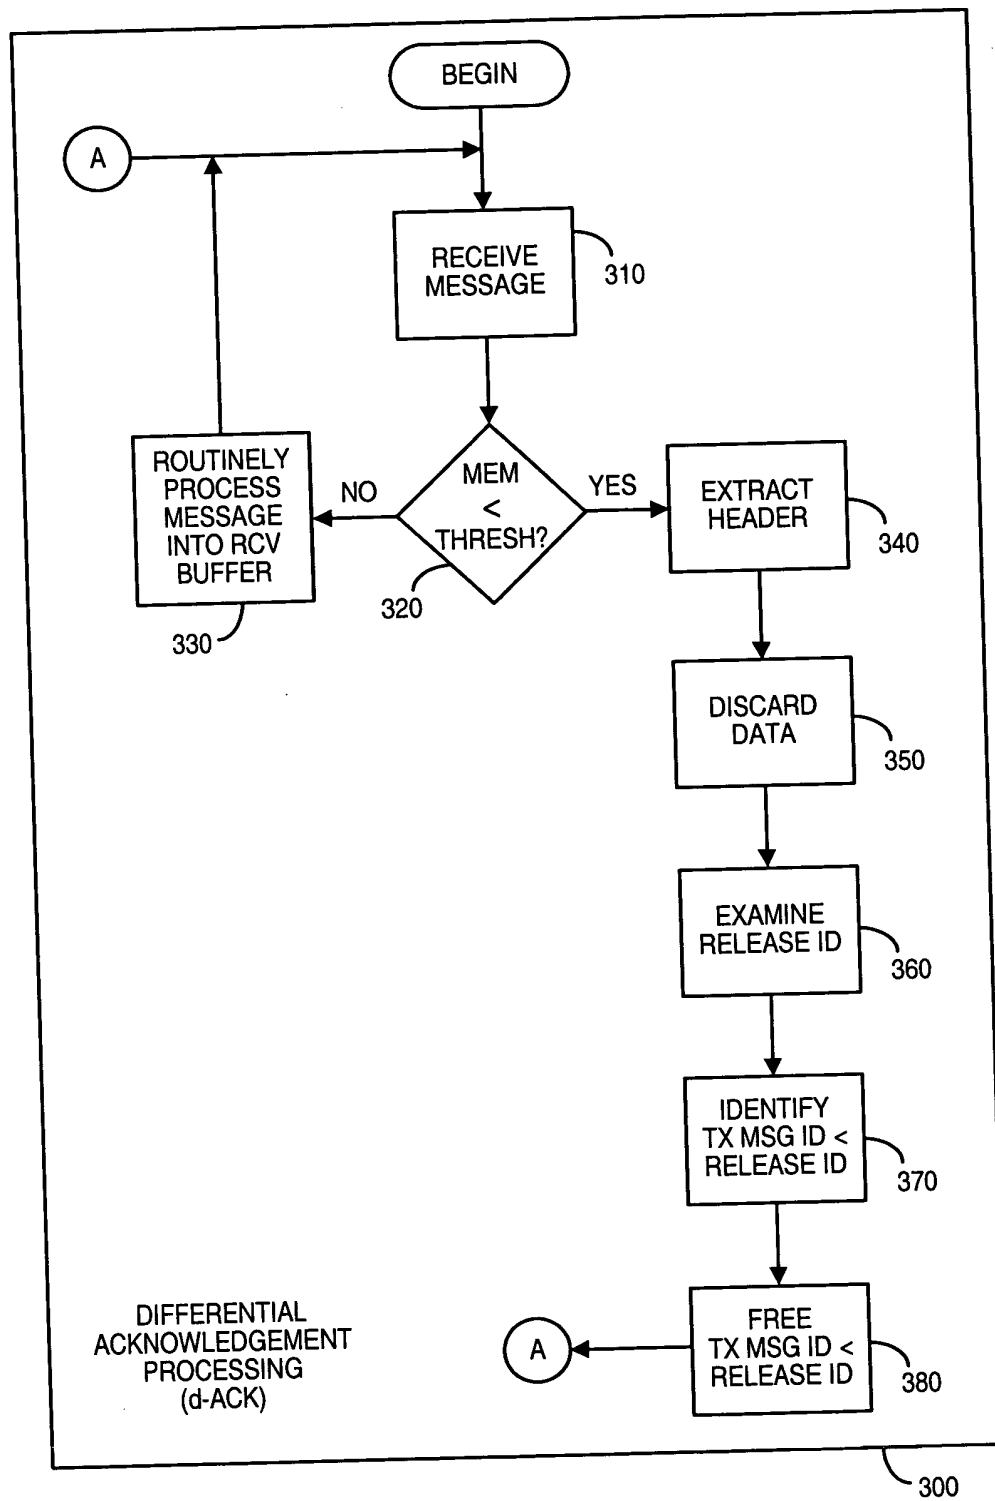 BEGIN
A
RECEIVE
MESSAGE
310
MEM
<
THRESH?
320
NO
YES
ROUTINELY
PROCESS
MESSAGE
INTO RCV
BUFFER
330
EXTRACT
HEADER
340
DISCARD
DATA
350
EXAMINE
RELEASE ID
360
IDENTIFY
TX MSG ID <
RELEASE ID
370
FREE
TX MSG ID <
RELEASE ID
380
A
DIFFERENTIAL
ACKNOWLEDGEMENT
PROCESSING
(d-ACK)
300